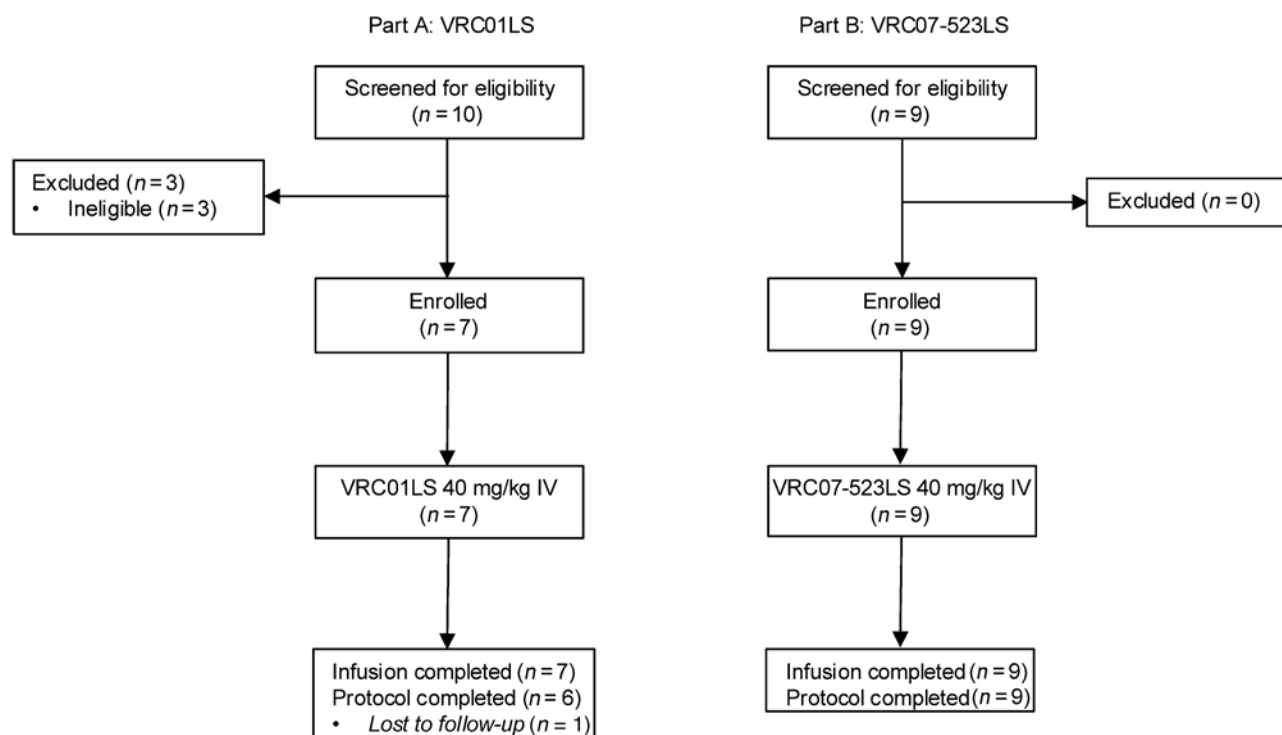 Part A: VRC01LS
Screened for eligibility
(n = 10)
Excluded (n = 3)
• Ineligible (n = 3)
Enrolled
(n = 7)
VRC01LS 40 mg/kg IV
(n = 7)
Infusion completed (n = 7)
Protocol completed (n = 6)
• Lost to follow-up (n = 1)
Part B: VRC07-523LS
Screened for eligibility
(n = 9)
Excluded (n = 0)
Enrolled
(n = 9)
VRC07-523LS 40 mg/kg IV
(n = 9)
Infusion completed (n = 9)
Protocol completed (n = 9)